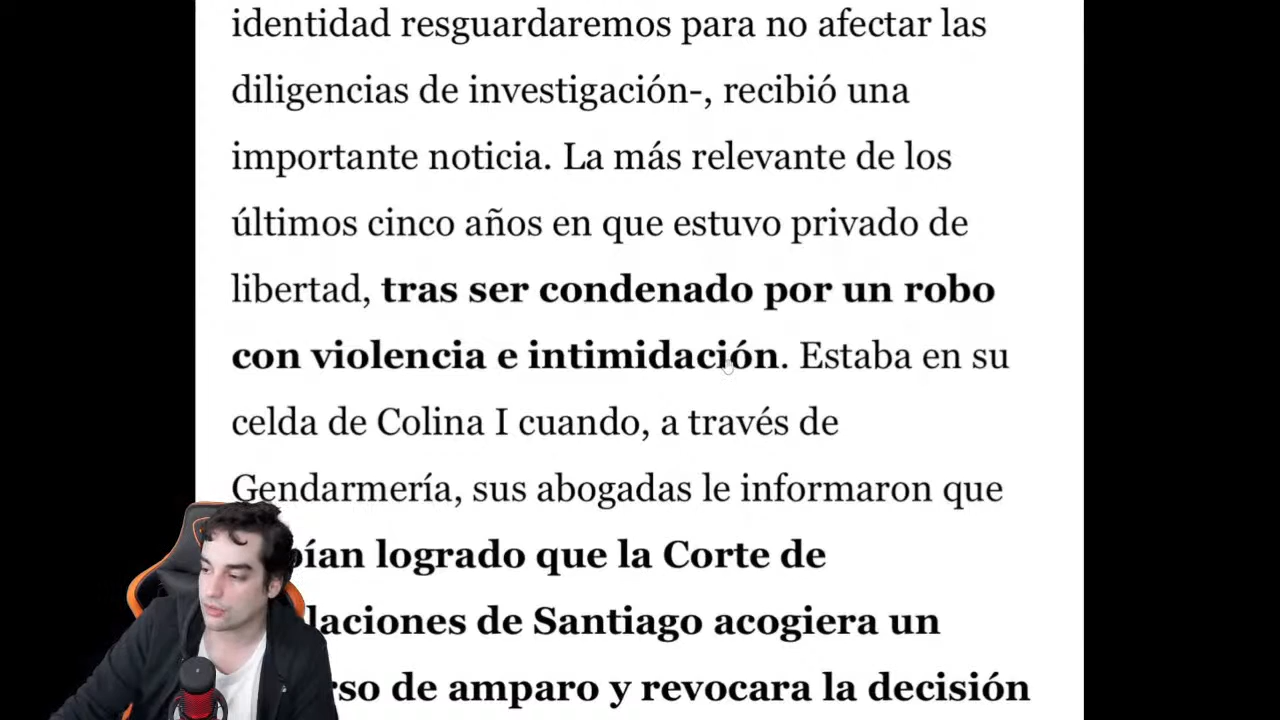 identidad resguardaremos para no afectar las
diligencias de investigación-, recibió una
importante noticia. La más relevante de los
últimos cinco años en que estuvo privado de
libertad, tras ser condenado por un robo
con violencia e intimidación. Estaba en su
celda de Colina I cuando, a través de
Gendarmería, sus abogadas le informaron que
logrado que la Corte de
de Santiago acogiera un
de amparo y revocara la decisión